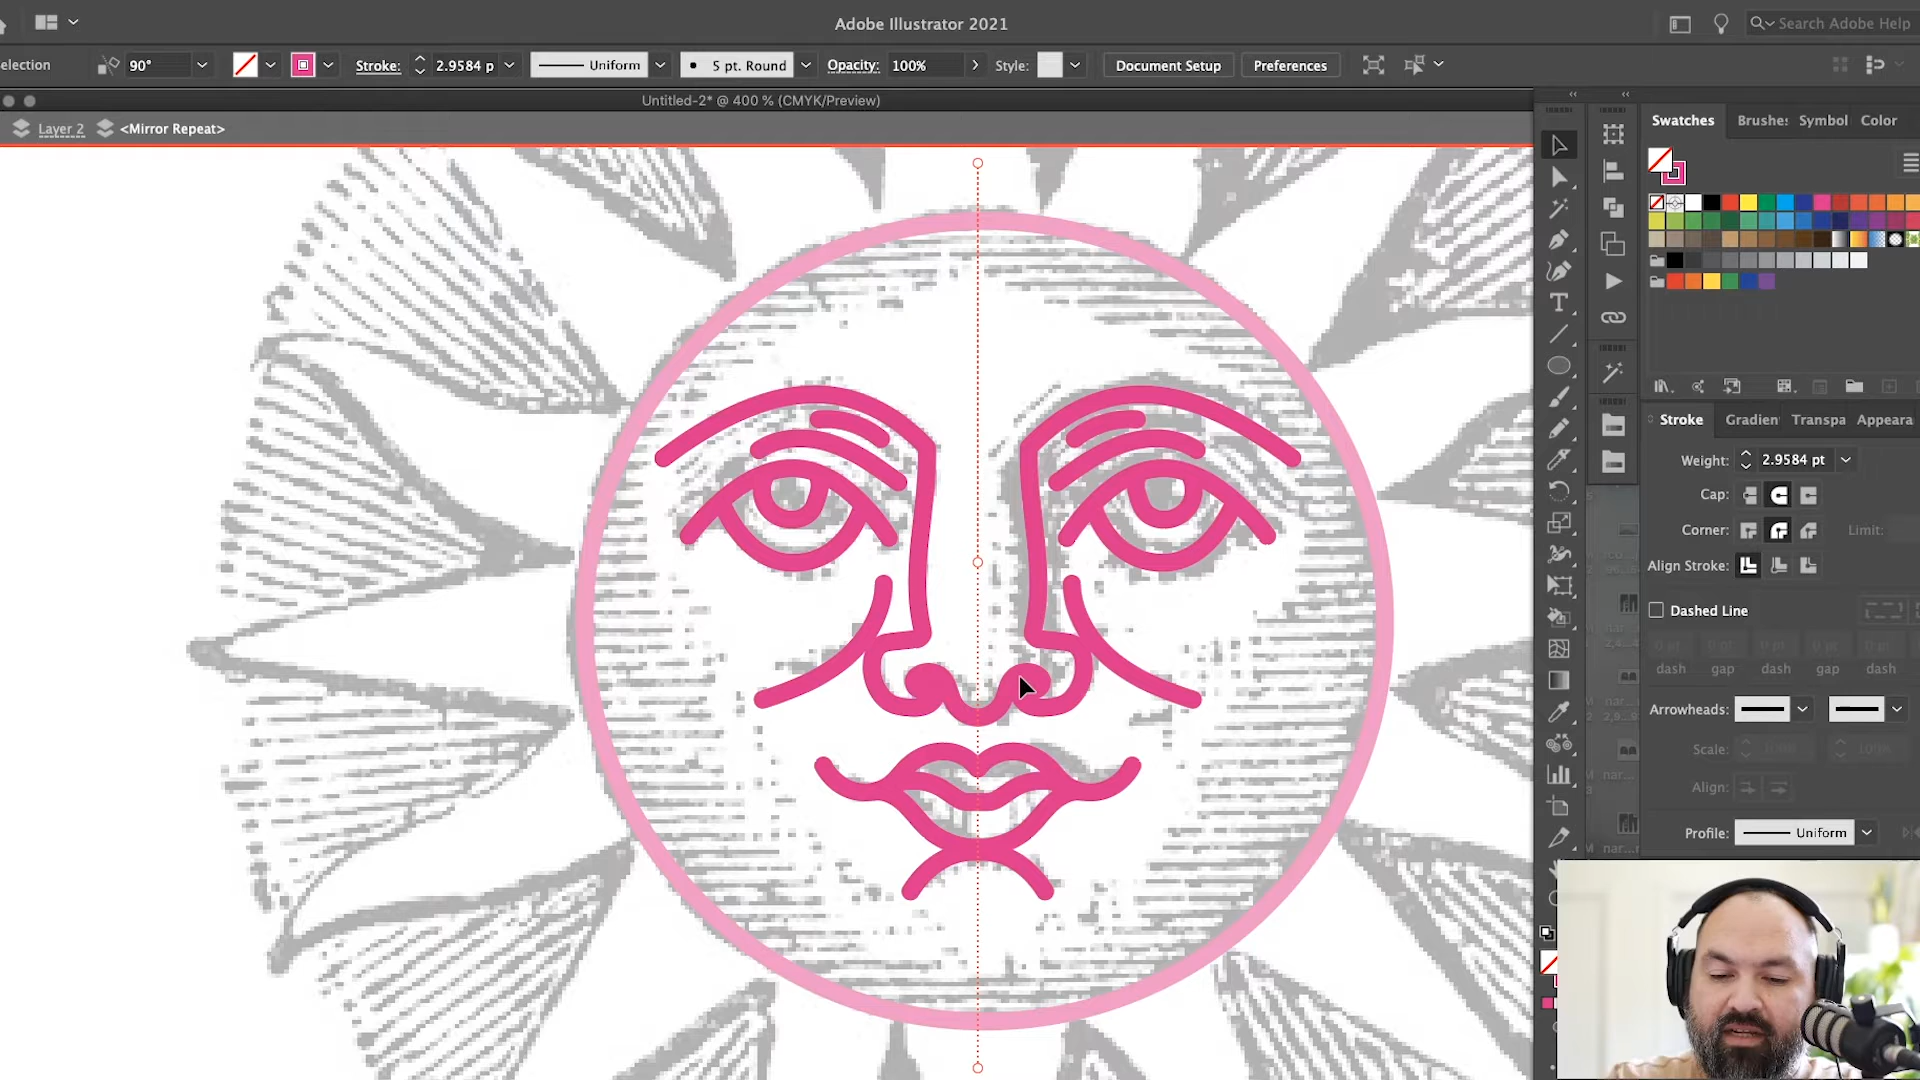 Adobe Illustrator 2021
Search Adobe Help
election
90°
Stroke:
2.9584 p
Uniform
5 pt. Round
Opacity:
100%
Style:
Document Setup
Preferences
Untitled-2* @ 400 % (CMYK/Preview)
Layer 2
<Mirror Repeat>
Swatches
Brushe:
Symbol
Color
Stroke
Gradien
Transpa
Appeara
Weight:
2.9584 pt
Cap:
Corner:
Limit:
Align Stroke:
Dashed Line
dash
gap
dash
gap
dash
Arrowheads:
Scale:
Align:
Profile:
Uniform